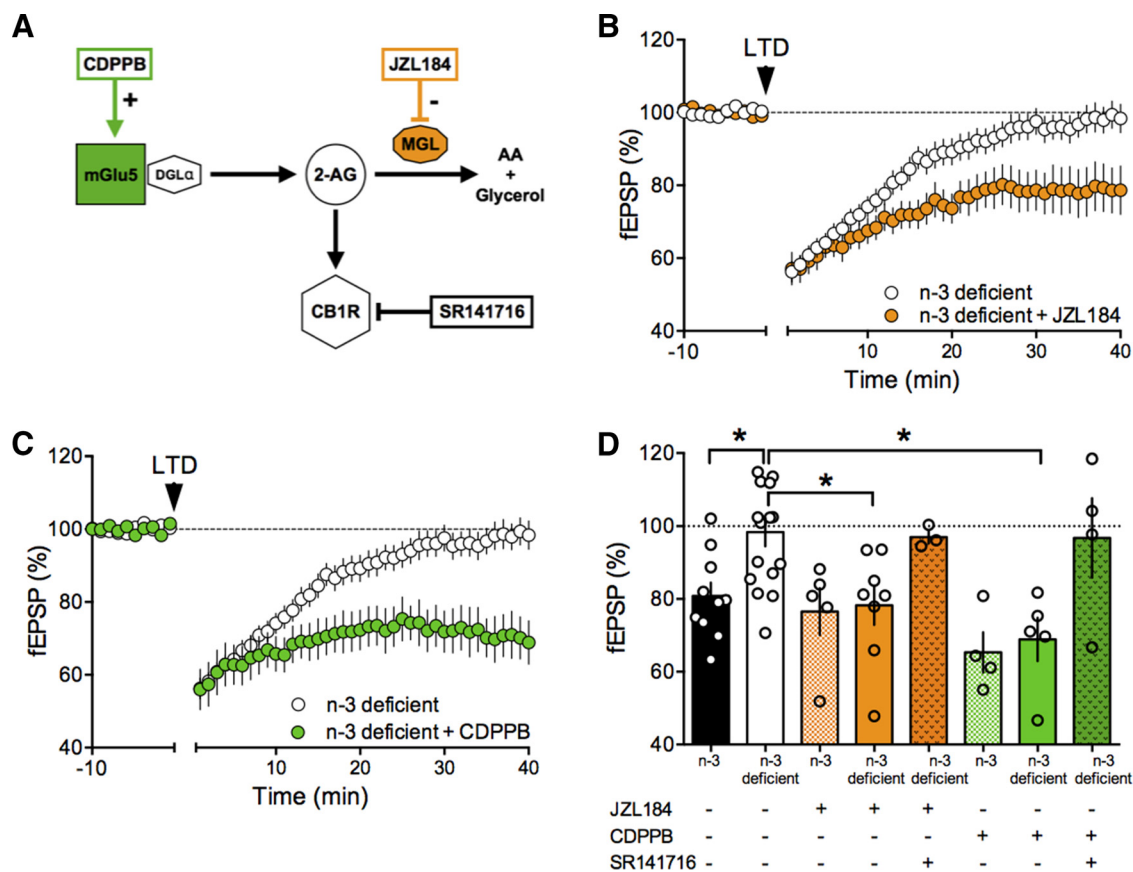 A
CDPPB
JZL184
+
-
MGL
mGlu5
DGLα
2-AG
AA
+
Glycerol
CB1R
SR141716
B
120
LTD
100
80
60
40
fEPSP (%)
n-3 deficient
n-3 deficient + JZL184
-10
10
20
30
40
Time (min)
C
120
LTD
100
80
60
40
fEPSP (%)
n-3 deficient
n-3 deficient + CDPPB
-10
10
20
30
40
Time (min)
D
* *
*
120
100
80
60
40
fEPSP (%)
n-3 n-3 n-3 n-3 n-3 n-3 n-3 n-3
deficient deficient deficient deficient deficient
JZL184 - - + + + - - -
CDPPB - - - - - + + +
SR141716 - - - - + - - +